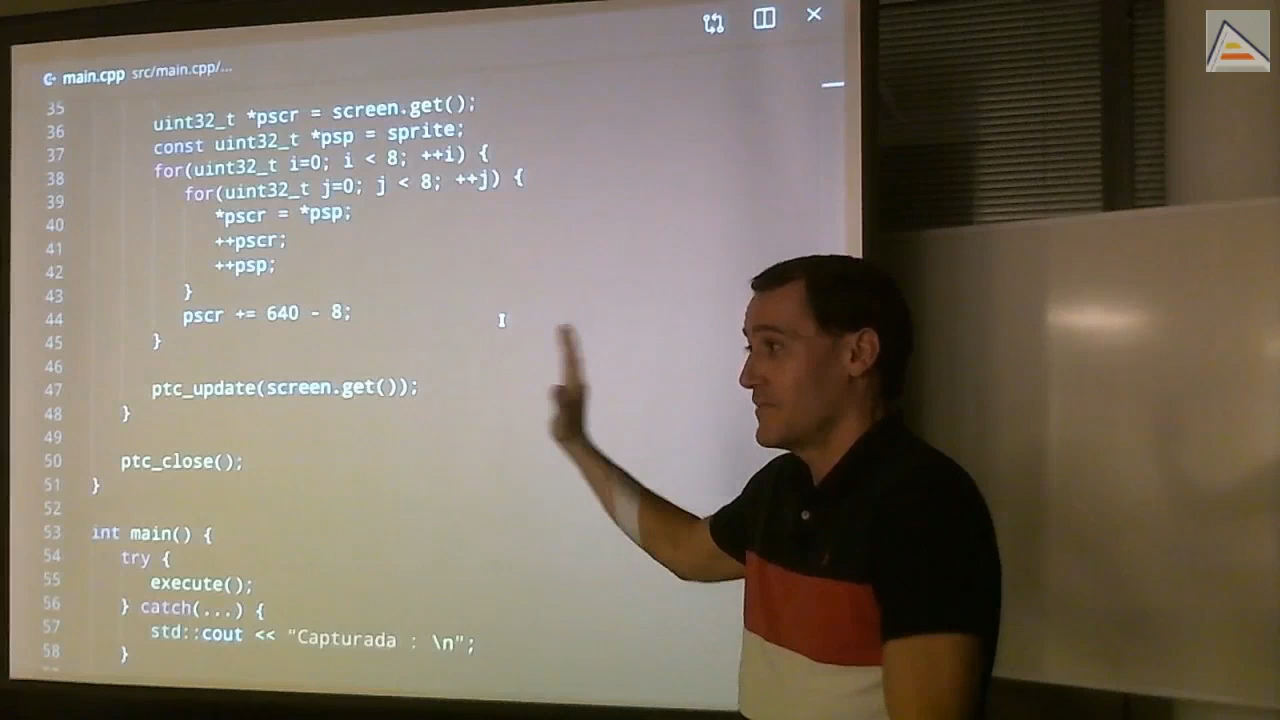 main.cpp src/main.cpp/...
35
36 uint32_t *pscr = screen.get();
37 const uint32_t *psp = sprite;
38 for(uint32_t i=0; i < 8; ++i) {
39 for(uint32_t j=0; j < 8; ++j) {
40 *pscr = *psp;
41 ++pscr;
42 ++psp;
43 }
44 pscr += 640 - 8;
45 }
46
47 ptc_update(screen.get());
48 }
49
50 ptc_close();
51 }
52
53 int main() {
54 try {
55 execute();
56 } catch(...) {
57 std::cout << "Capturada : \n";
58 }